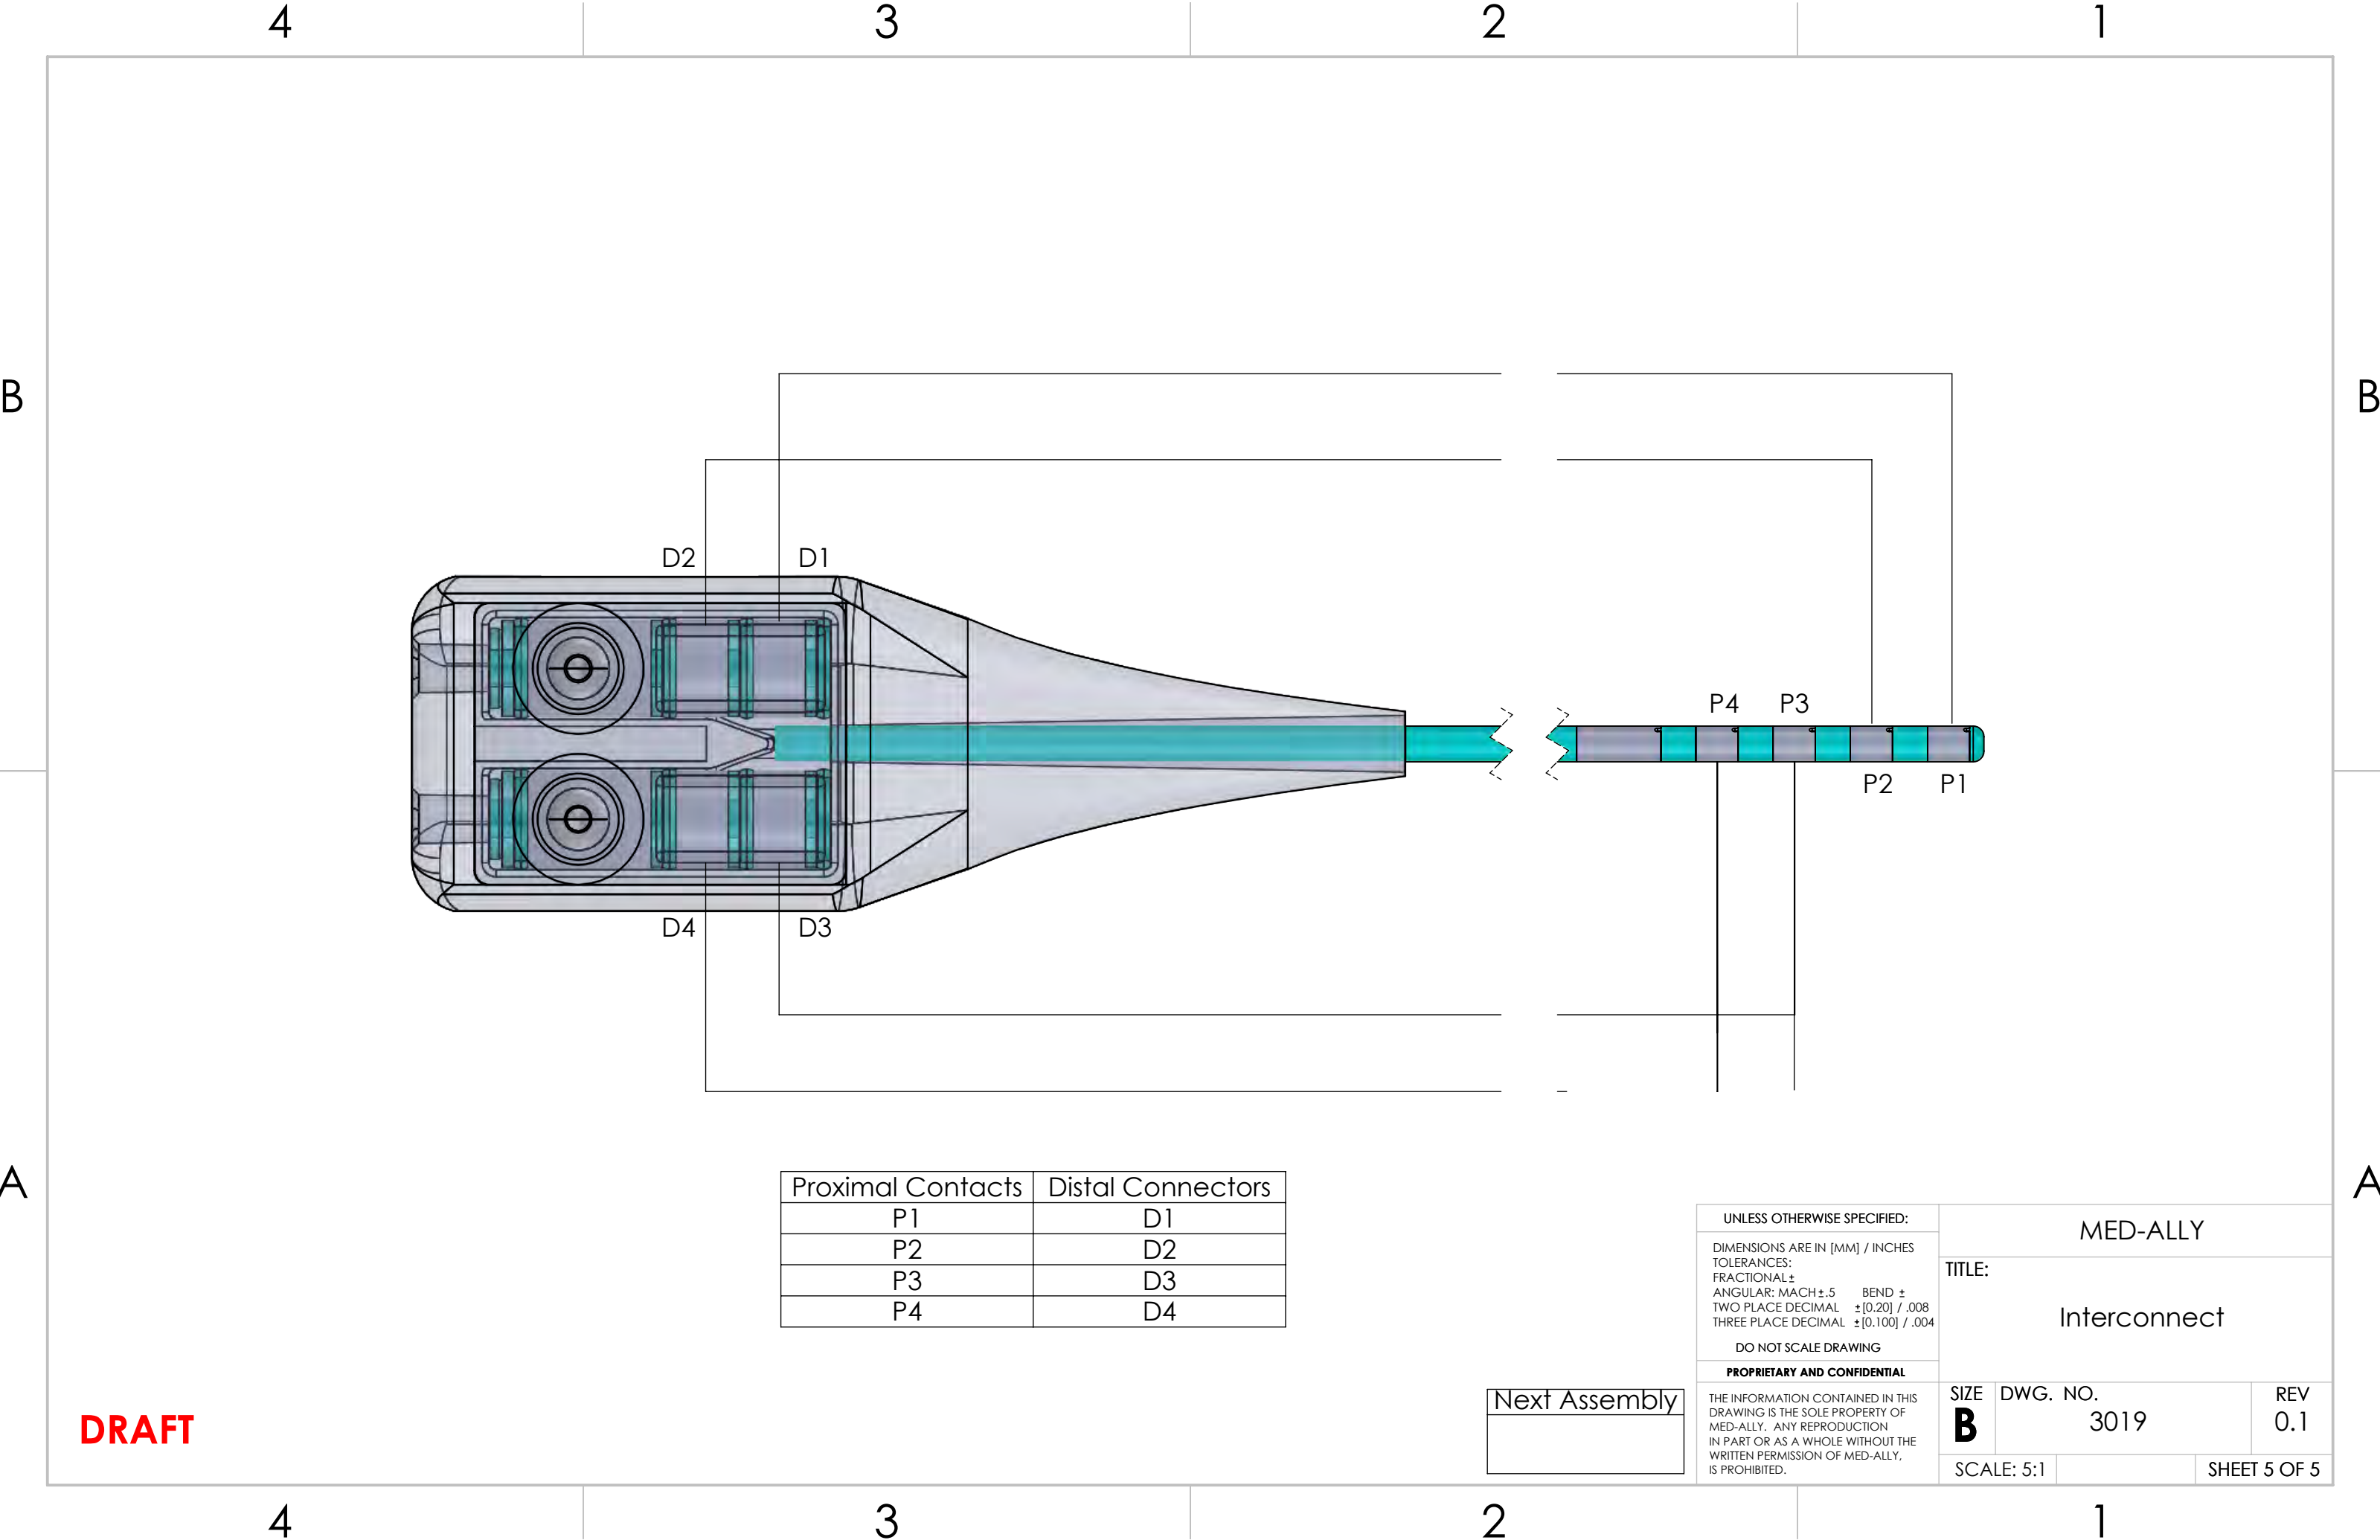 4 3 2 1
B B
D2 D1
P4 P3
P2 P1
D4 D3
A A
Proximal Contacts Distal Connectors
P1 D1
P2 D2
P3 D3
P4 D4
UNLESS OTHERWISE SPECIFIED:
DIMENSIONS ARE IN [MM] / INCHES
TOLERANCES:
FRACTIONAL ±
ANGULAR: MACH ± .5 BEND ±
TWO PLACE DECIMAL ±[0.20] / .008
THREE PLACE DECIMAL ±[0.100] / .004
DO NOT SCALE DRAWING
PROPRIETARY AND CONFIDENTIAL
THE INFORMATION CONTAINED IN THIS
DRAWING IS THE SOLE PROPERTY OF
MED-ALLY. ANY REPRODUCTION
IN PART OR AS A WHOLE WITHOUT THE
WRITTEN PERMISSION OF MED-ALLY,
IS PROHIBITED.
MED-ALLY
TITLE:
Interconnect
SIZE DWG. NO. REV
B 3019 0.1
SCALE: 5:1 SHEET 5 OF 5
Next Assembly
DRAFT
4 3 2 1